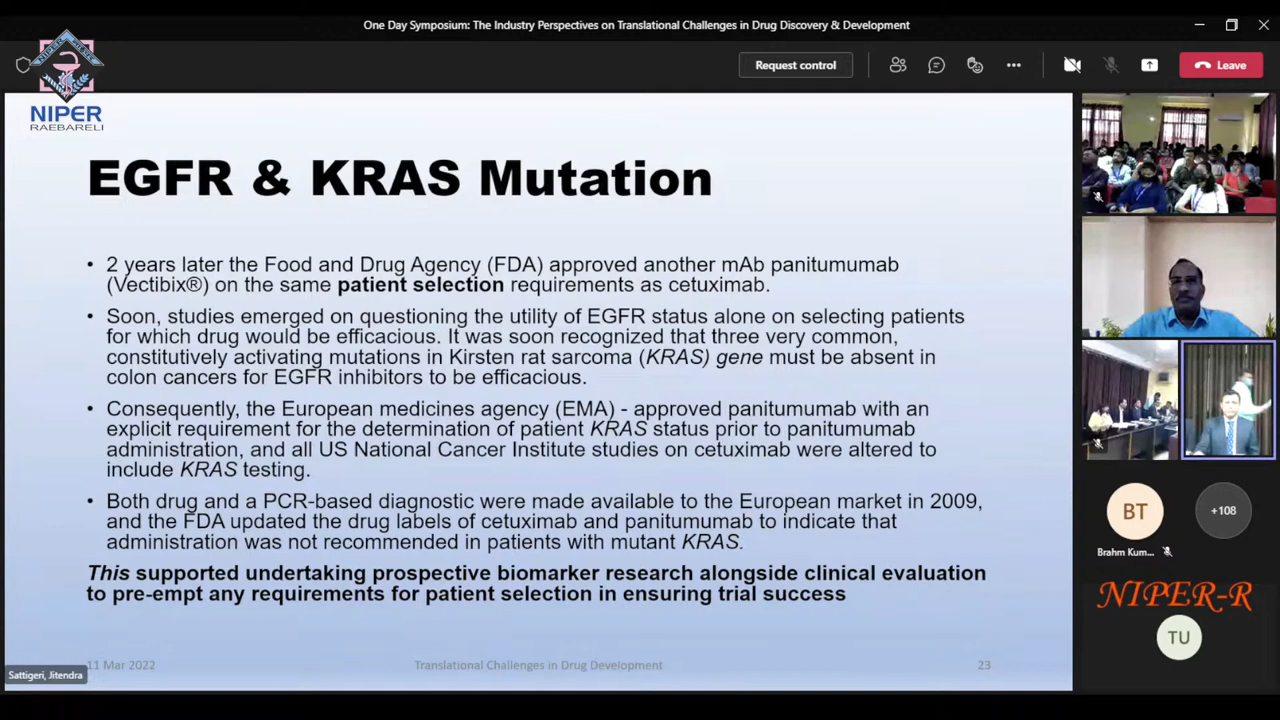 One Day Symposium: The Industry Perspectives on Translational Challenges in Drug Discovery & Development
Request control
Leave
NIPER
RAEBARELI
EGFR & KRAS Mutation
• 2 years later the Food and Drug Agency (FDA) approved another mAb panitumumab
(Vectibix®) on the same patient selection requirements as cetuximab.
• Soon, studies emerged on questioning the utility of EGFR status alone on selecting patients
for which drug would be efficacious. It was soon recognized that three very common,
constitutively activating mutations in Kirsten rat sarcoma (KRAS) gene must be absent in
colon cancers for EGFR inhibitors to be efficacious.
• Consequently, the European medicines agency (EMA) - approved panitumumab with an
explicit requirement for the determination of patient KRAS status prior to panitumumab
administration, and all US National Cancer Institute studies on cetuximab were altered to
include KRAS testing.
• Both drug and a PCR-based diagnostic were made available to the European market in 2009,
and the FDA updated the drug labels of cetuximab and panitumumab to indicate that
administration was not recommended in patients with mutant KRAS.
This supported undertaking prospective biomarker research alongside clinical evaluation
to pre-empt any requirements for patient selection in ensuring trial success
11 Mar 2022
Translational Challenges in Drug Development
23
Sattigeri, Jitendra
BT
+108
Brahm Kum...
NIPER-R
TU